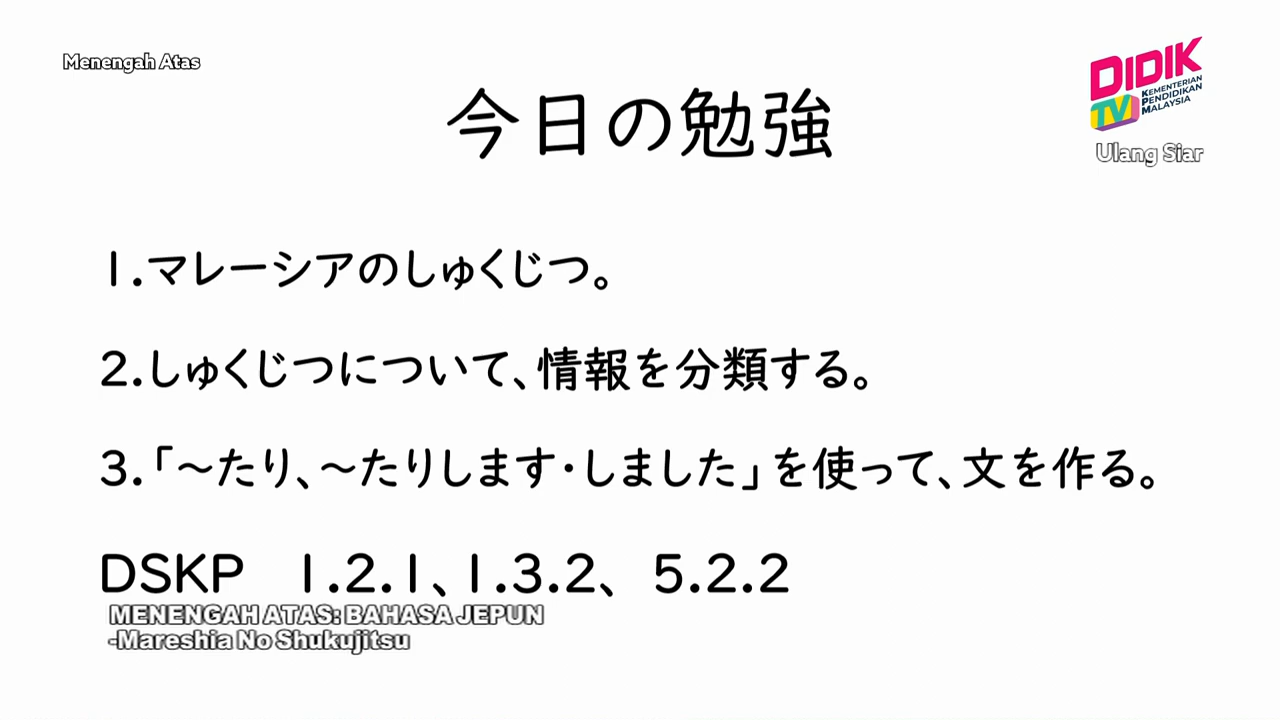 Menengah Atas
DIDIK
TV
KEMENTERIAN
PENDIDIKAN
MALAYSIA
Ulang Siar
今日の勉強
1.マレーシアのしゅくじつ。
2.しゅくじつについて、情報を分類する。
3.「～たり、～たりします・しました」を使って、文を作る。
DSKP 1.2.1、1.3.2、5.2.2
MENENGAH ATAS: BAHASA JEPUN
-Mareshia No Shukujitsu